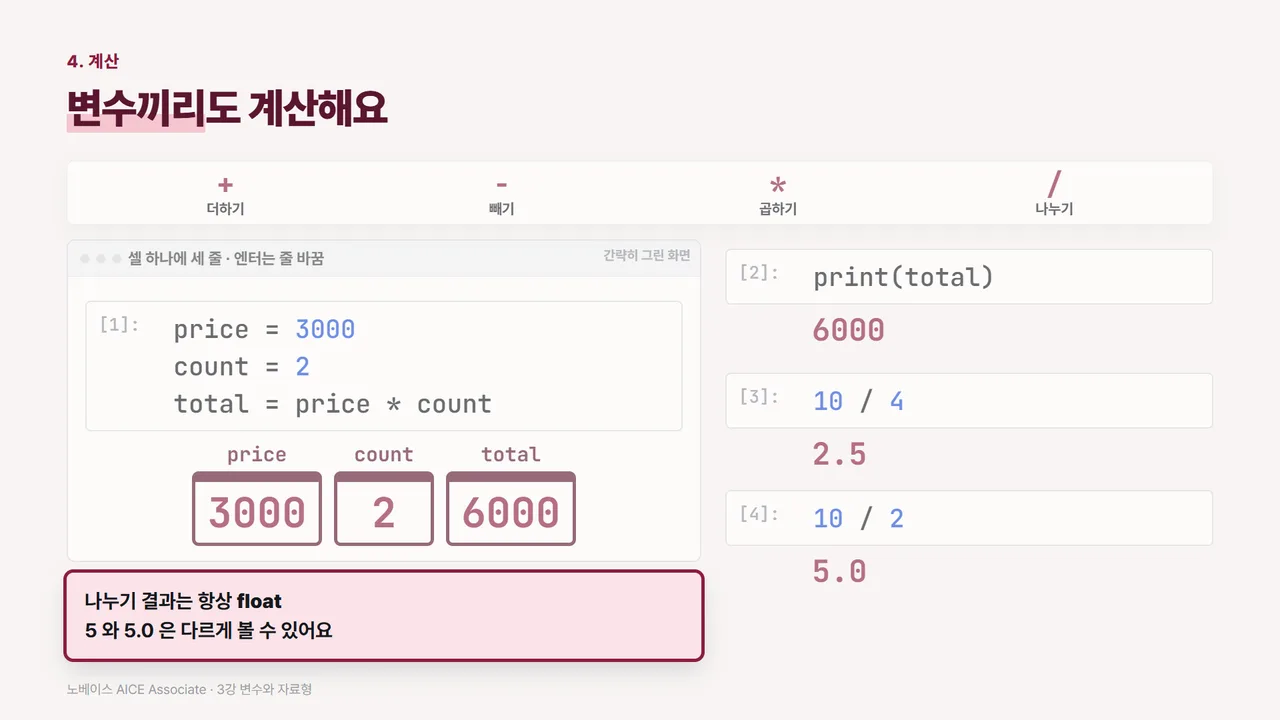 4. 계산
변수끼리도 계산해요
+
더하기
-
빼기
*
곱하기
/
나누기
셀 하나에 세 줄 · 엔터는 줄 바꿈
간략히 그린 화면
[1]:
price = 3000
count = 2
total = price * count
price count total
3000 2 6000
[2]: print(total)
6000
[3]: 10 / 4
2.5
[4]: 10 / 2
5.0
나누기 결과는 항상 float
5 와 5.0 은 다르게 볼 수 있어요
노베이스 AICE Associate · 3강 변수와 자료형